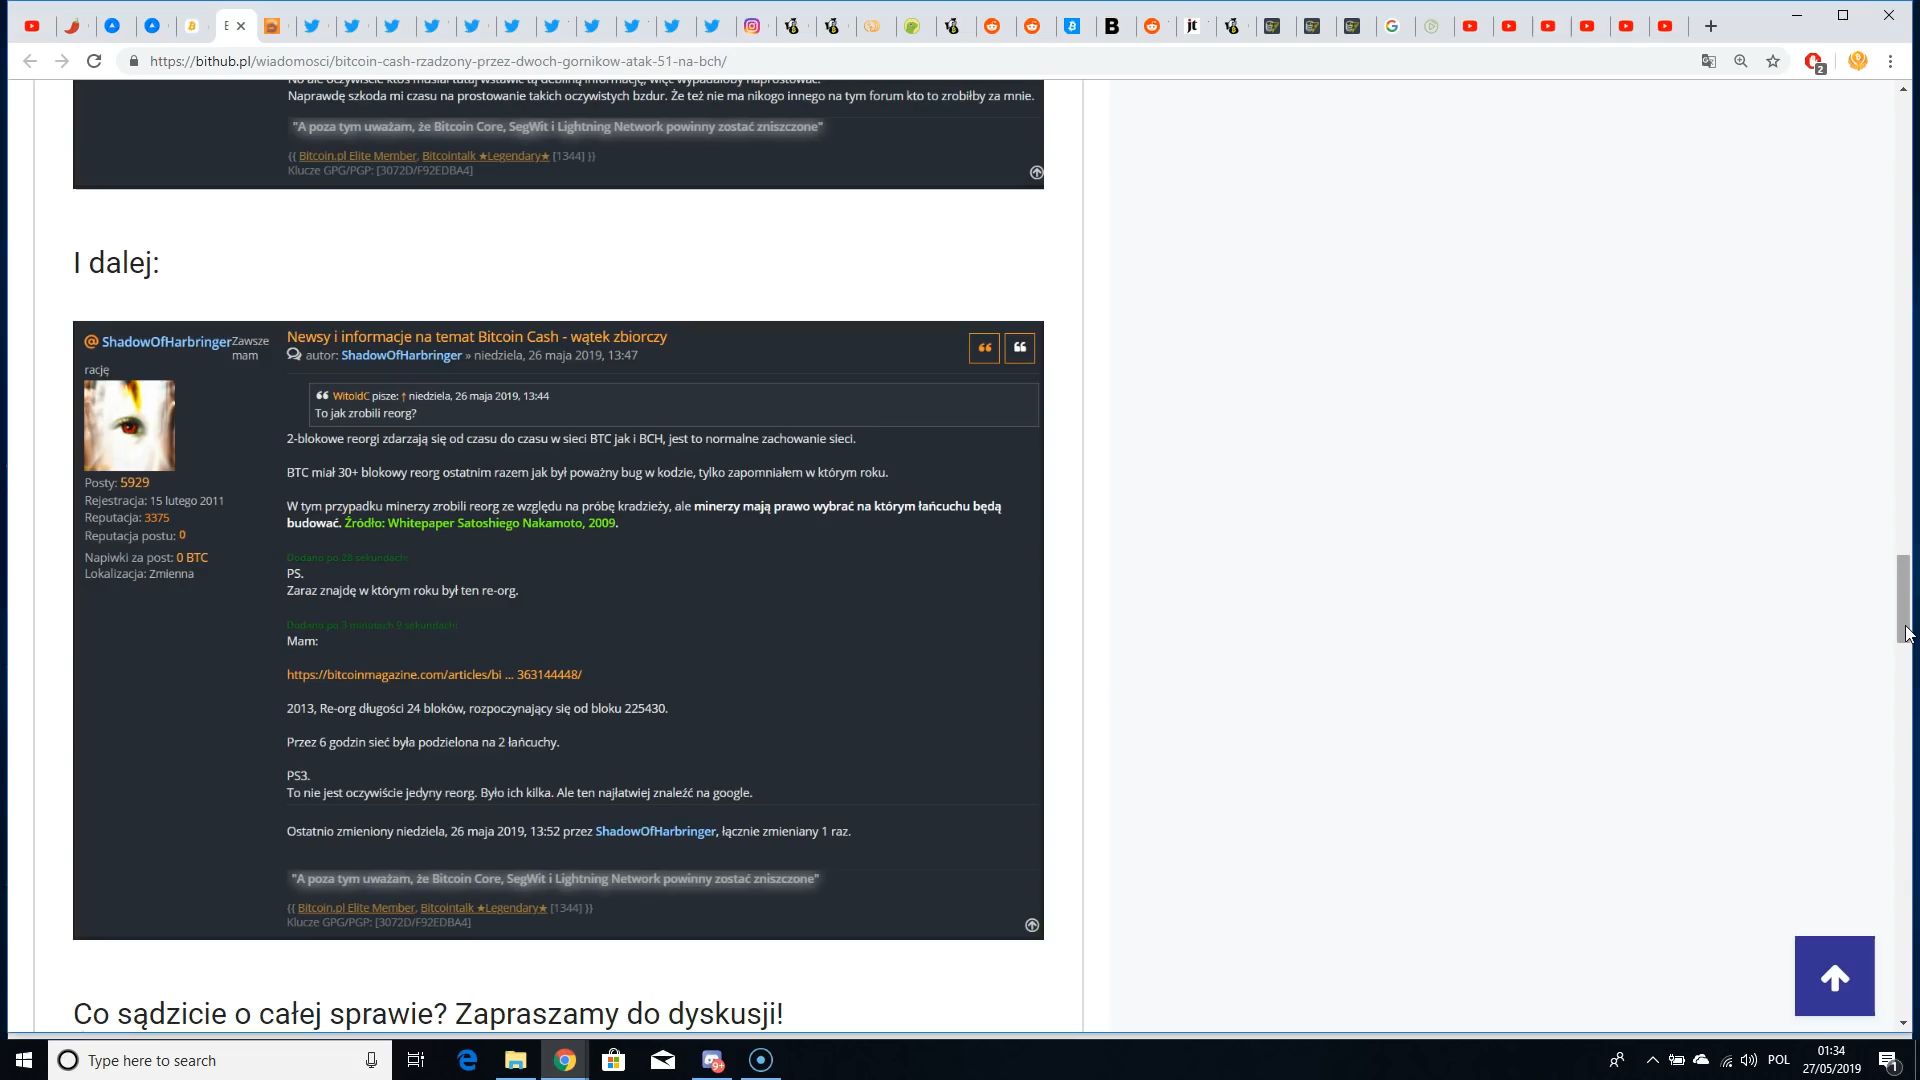 https://bithub.pl/wiadomosci/bitcoin-cash-rzadzony-przez-dwoch-gornikow-atak-51-na-bch/
2
Naprawdę szkoda mi czasu na prostowanie takich oczywistych bzdur. Że też nie ma nikogo innego na tym forum kto to zrobiłby za mnie.
"A poza tym uważam, że Bitcoin Core, SegWit i Lightning Network powinny zostać zniszczone"
{{ Bitcoin.pl Elite Member, Bitcointalk ★Legendary★ [1344] }}
Klucze GPG/PGP: [3072D/F92EDBA4]
I dalej:
@ ShadowOfHarbringer Zawsze mam rację
Posty: 5929
Rejestracja: 15 lutego 2011
Reputacja: 3375
Reputacja postu: 0
Napiwki za post: 0 BTC
Lokalizacja: Zmienna
Newsy i informacje na temat Bitcoin Cash - wątek zbiorczy
autor: ShadowOfHarbringer » niedziela, 26 maja 2019, 13:47
WitoldC pisze: ↑ niedziela, 26 maja 2019, 13:44
To jak zrobili reorg?
2-blokowe reorgi zdarzają się od czasu do czasu w sieci BTC jak i BCH, jest to normalne zachowanie sieci.
BTC miał 30+ blokowy reorg ostatnim razem jak był poważny bug w kodzie, tylko zapomniałem w którym roku.
W tym przypadku minerzy zrobili reorg ze względu na próbę kradzieży, ale minerzy mają prawo wybrać na którym łańcuchu będą
budować. Źródło: Whitepaper Satoshiego Nakamoto, 2009.
Dodano po 28 sekundach:
PS.
Zaraz znajdę w którym roku był ten re-org.
Dodano po 3 minutach 9 sekundach:
Mam:
https://bitcoinmagazine.com/articles/bi ... 363144448/
2013, Re-org długości 24 bloków, rozpoczynający się od bloku 225430.
Przez 6 godzin sieć była podzielona na 2 łańcuchy.
PS3.
To nie jest oczywiście jedyny reorg. Było ich kilka. Ale ten najłatwiej znaleźć na google.
Ostatnio zmieniony niedziela, 26 maja 2019, 13:52 przez ShadowOfHarbringer, łącznie zmieniany 1 raz.
"A poza tym uważam, że Bitcoin Core, SegWit i Lightning Network powinny zostać zniszczone"
{{ Bitcoin.pl Elite Member, Bitcointalk ★Legendary★ [1344] }}
Klucze GPG/PGP: [3072D/F92EDBA4]
Co sądzicie o całej sprawie? Zapraszamy do dyskusji!
Type here to search
9+
POL
01:34
27/05/2019
1